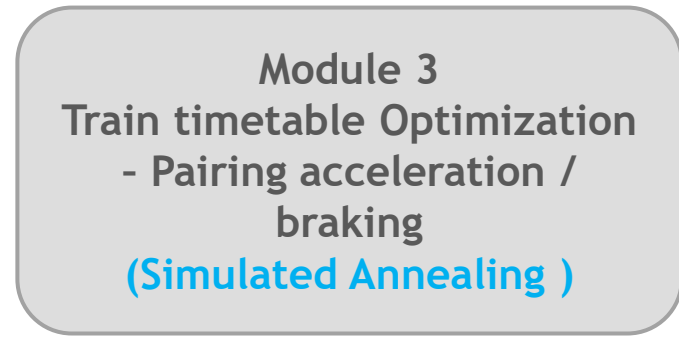 Module 3
Train timetable Optimization
– Pairing acceleration /
braking
(Simulated Annealing )